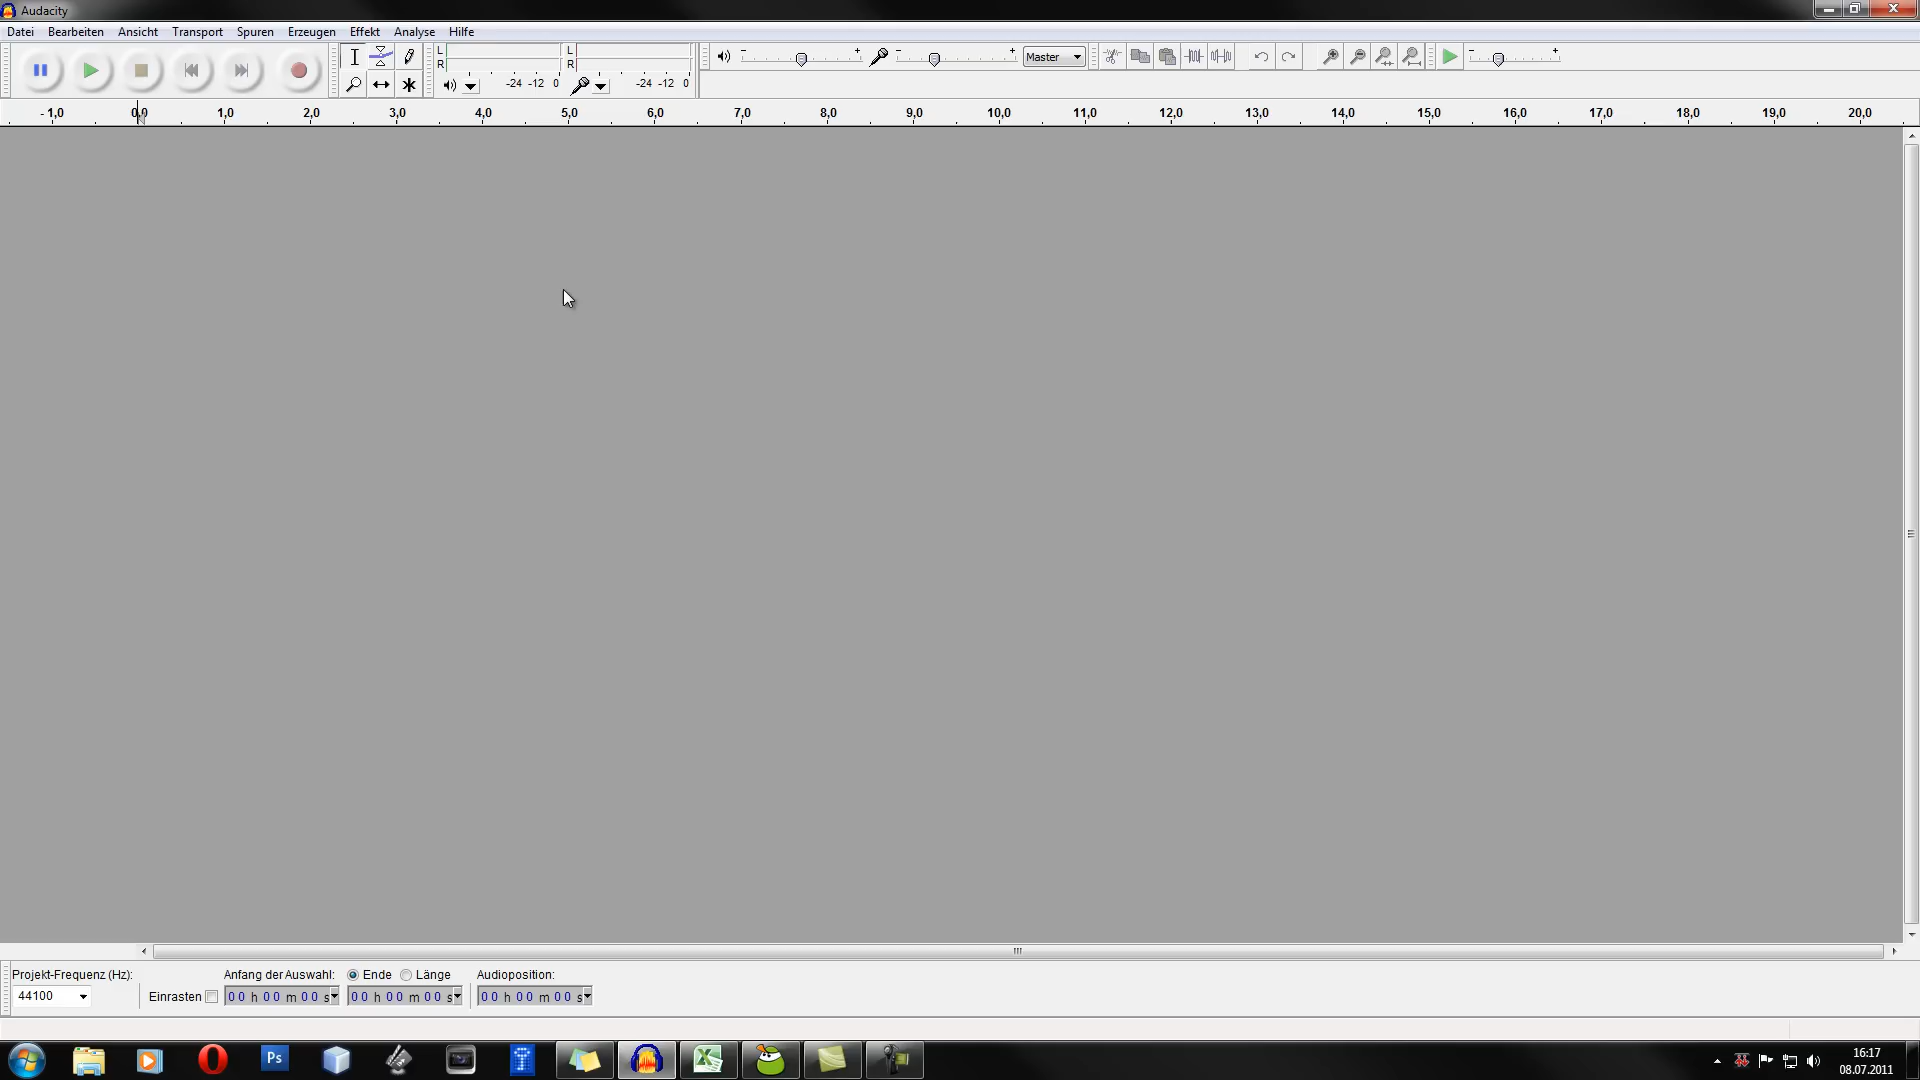 Audacity
Datei Bearbeiten Ansicht Transport Spuren Erzeugen Effekt Analyse Hilfe
L R L R
-24 -12 0 -24 -12 0
Master
- 1,0 0,0 1,0 2,0 3,0 4,0 5,0 6,0 7,0 8,0 9,0 10,0 11,0 12,0 13,0 14,0 15,0 16,0 17,0 18,0 19,0 20,0
Projekt-Frequenz (Hz): Anfang der Auswahl: Ende Länge Audioposition:
44100 Einrasten 00 h 00 m 00 s 00 h 00 m 00 s 00 h 00 m 00 s
Ps
16:17
08.07.2011